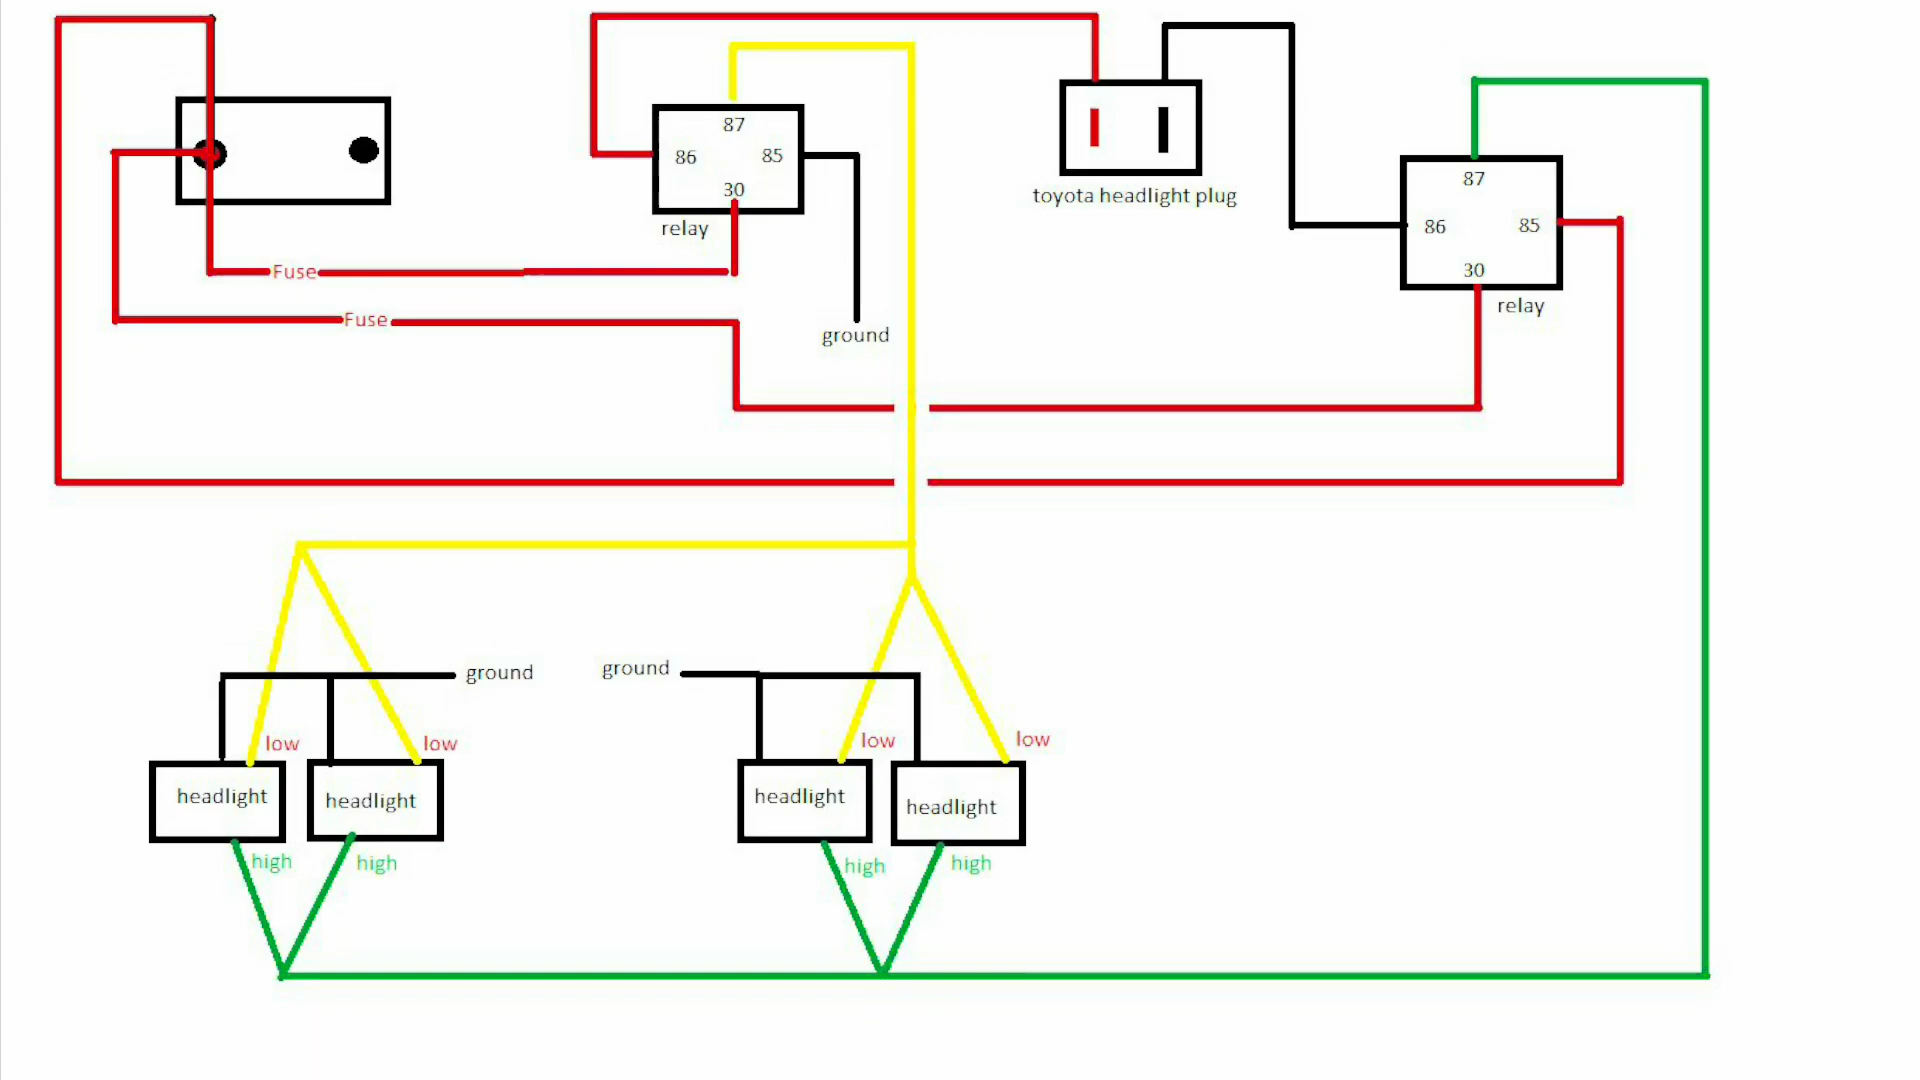 87
86
85
30
relay
toyota headlight plug
87
86
85
30
relay
Fuse
Fuse
ground
ground
ground
low
low
low
low
headlight
headlight
headlight
headlight
high
high
high
high